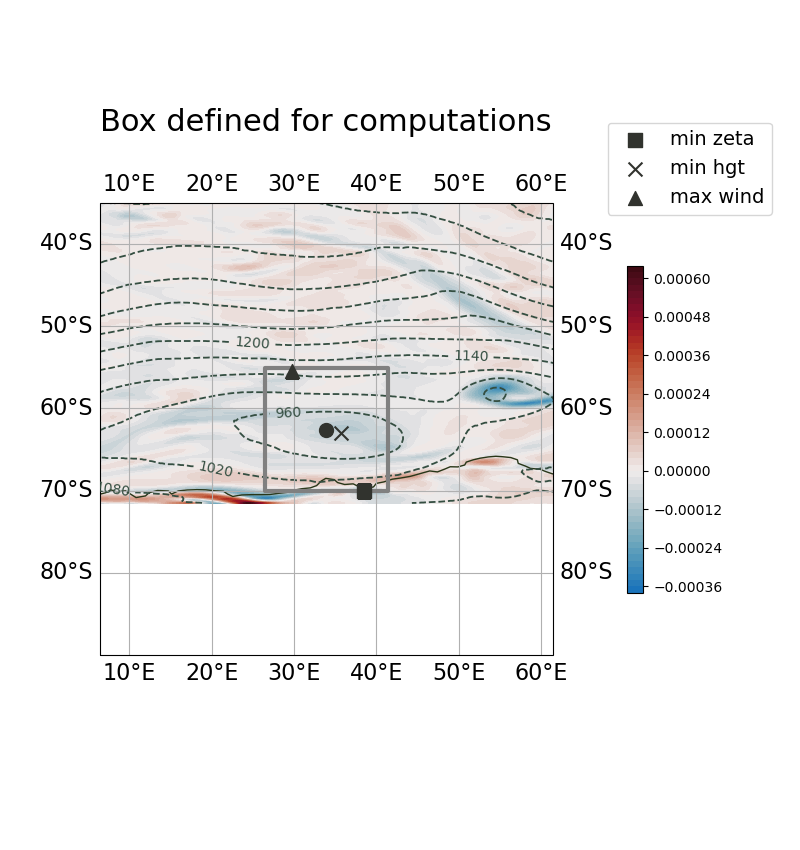 Box defined for computations
min zeta
min hgt
max wind
10°E 20°E 30°E 40°E 50°E 60°E
40°S 40°S
50°S 50°S
60°S 60°S
70°S 70°S
80°S 80°S
10°E 20°E 30°E 40°E 50°E 60°E
1200
1140
960
1020
1080
0.00060
0.00048
0.00036
0.00024
0.00012
0.00000
−0.00012
−0.00024
−0.00036